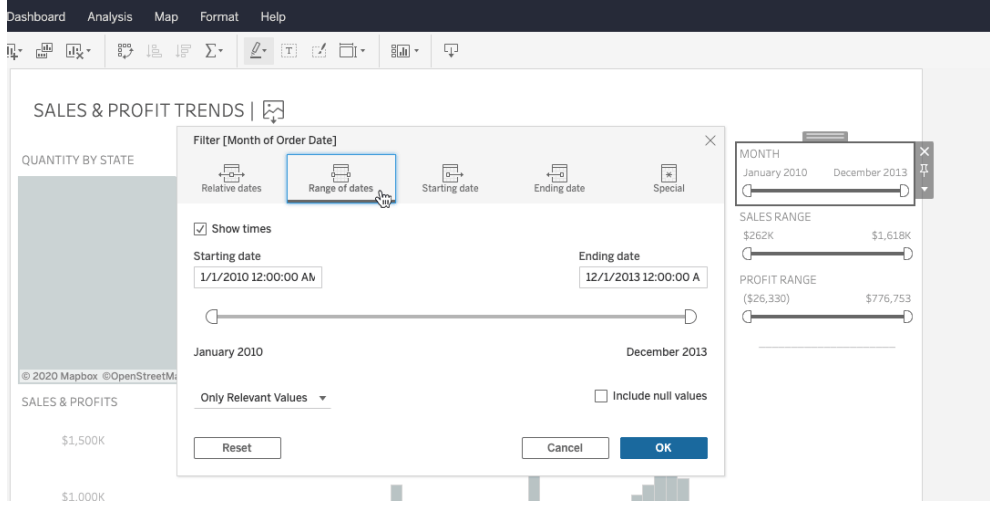 Dashboard Analysis Map Format Help
SALES & PROFIT TRENDS |
QUANTITY BY STATE
Filter [Month of Order Date]
Relative dates Range of dates Starting date Ending date Special
Show times
Starting date Ending date
1/1/2010 12:00:00 AM 12/1/2013 12:00:00 A
January 2010 December 2013
Only Relevant Values Include null values
Reset Cancel OK
MONTH
January 2010 December 2013
SALES RANGE
$262K $1,618K
PROFIT RANGE
($26,330) $776,753
© 2020 Mapbox ©OpenStreetMa
SALES & PROFITS
$1,500K
$1,000K